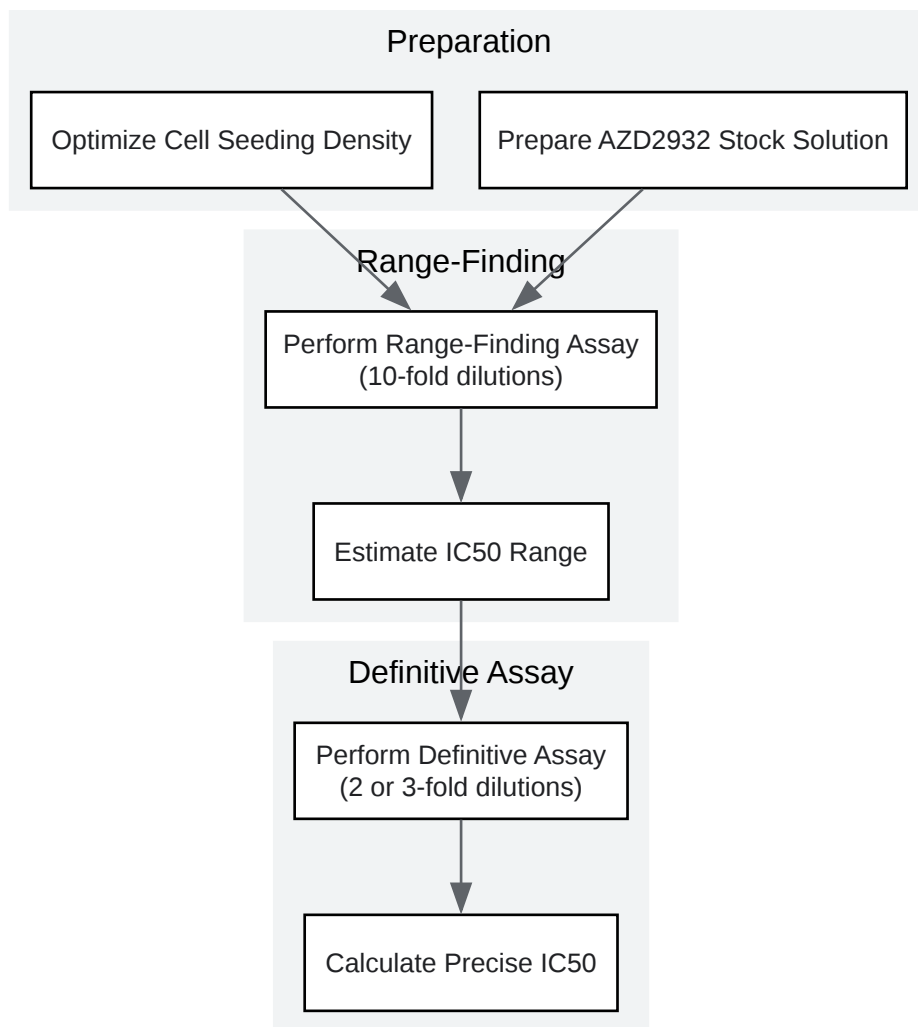 Preparation
Optimize Cell Seeding Density
Prepare AZD2932 Stock Solution
Range-Finding
Perform Range-Finding Assay
(10-fold dilutions)
Estimate IC50 Range
Definitive Assay
Perform Definitive Assay
(2 or 3-fold dilutions)
Calculate Precise IC50